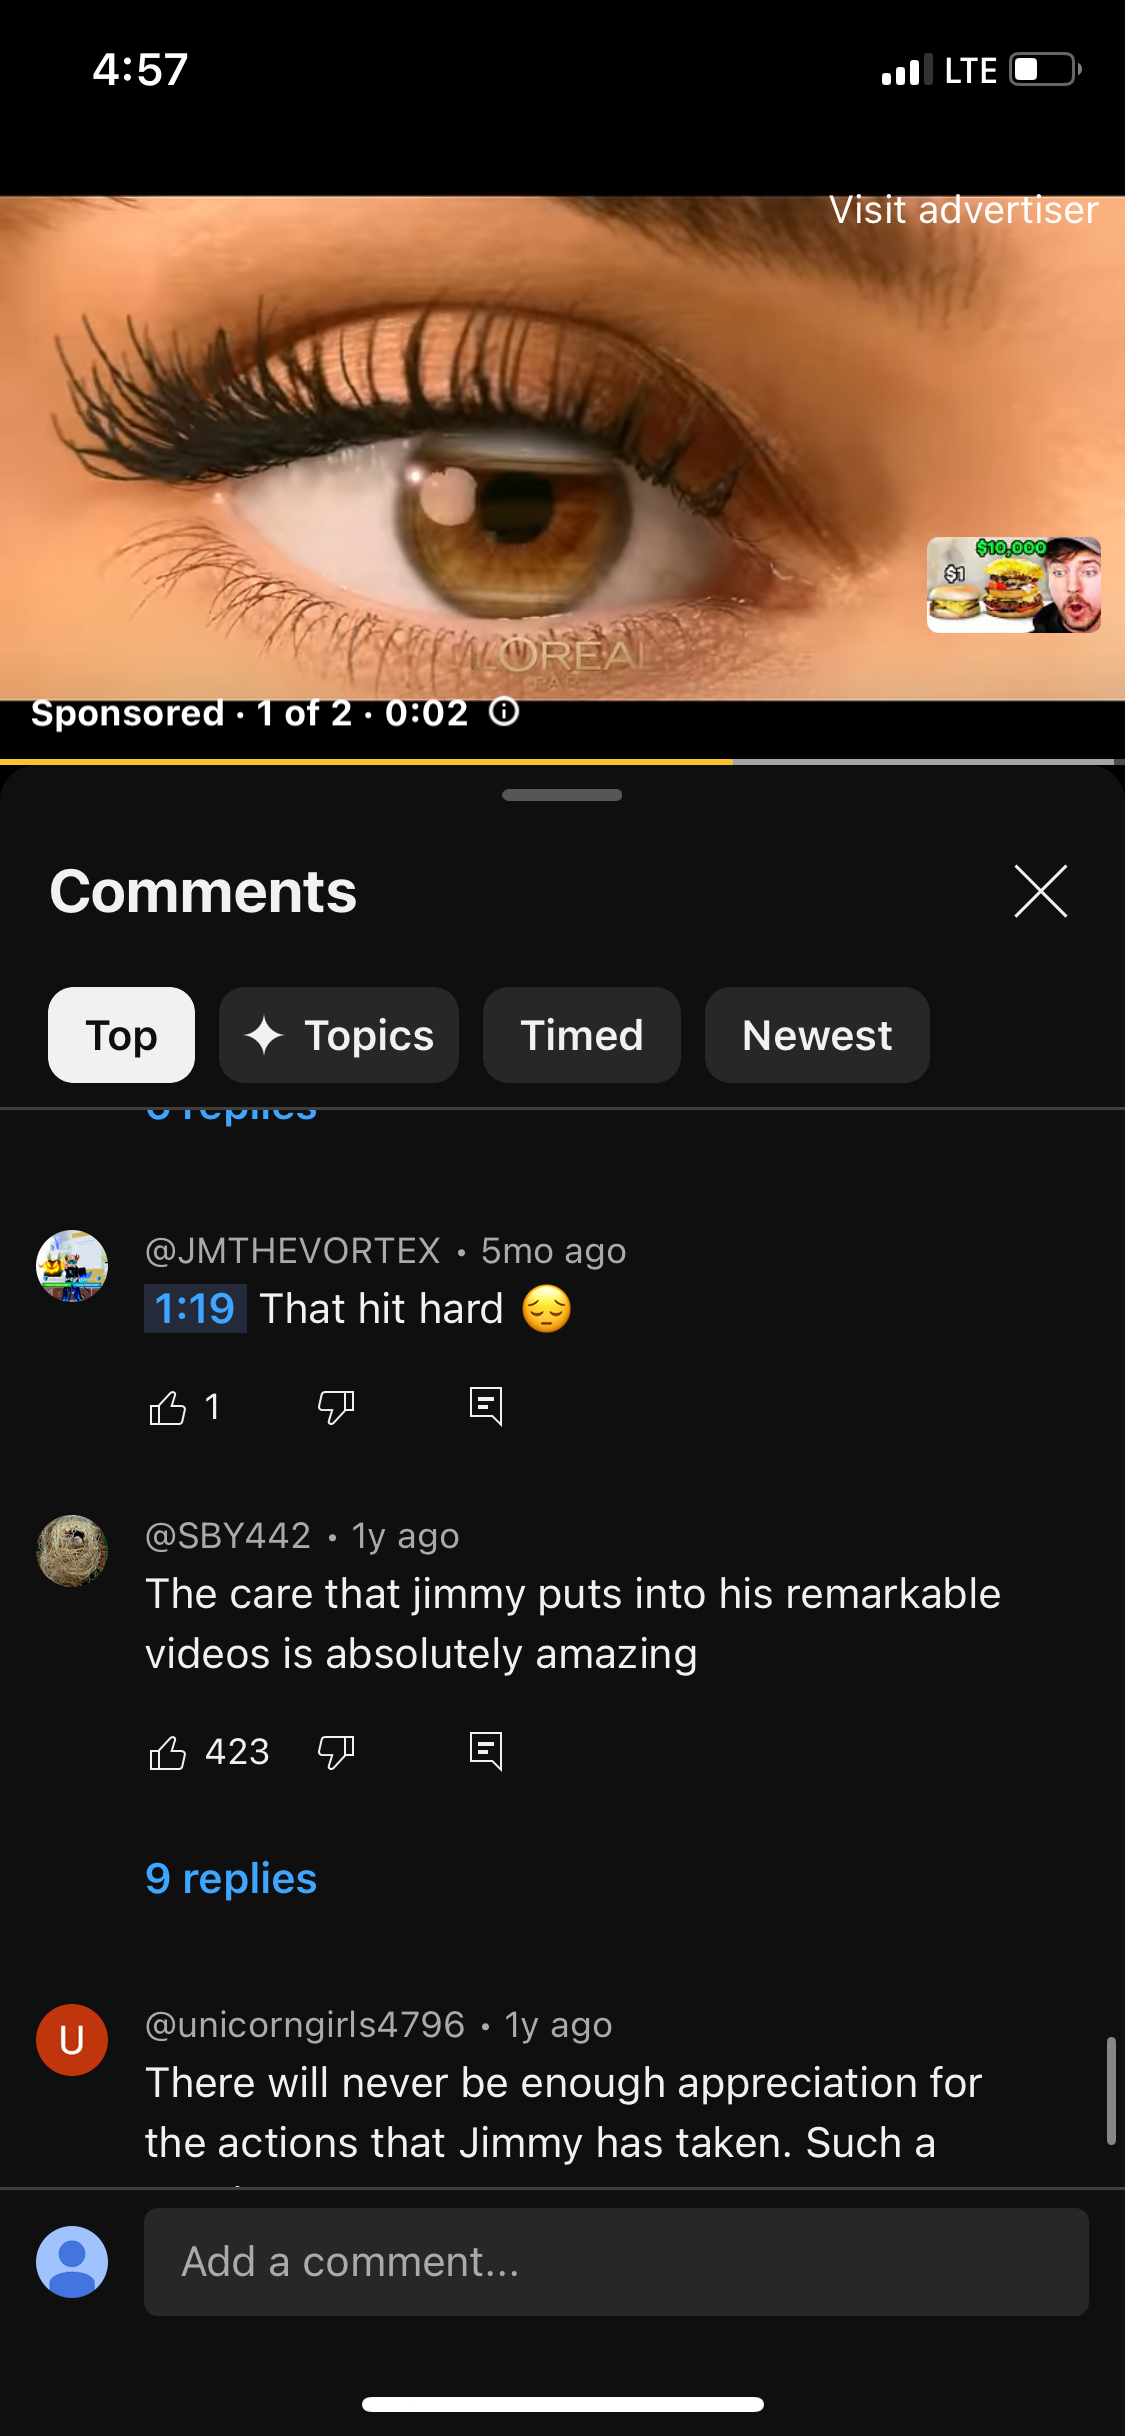 4:57
LTE
Visit advertiser
$10,000
$1
L'ORÉAL
PARIS
Sponsored · 1 of 2 · 0:02
Comments
Top
Topics
Timed
Newest
6 replies
@JMTHEVORTEX • 5mo ago
1:19 That hit hard 😔
1
@SBY442 • 1y ago
The care that jimmy puts into his remarkable
videos is absolutely amazing
423
9 replies
U
@unicorngirls4796 • 1y ago
There will never be enough appreciation for
the actions that Jimmy has taken. Such a
Add a comment...